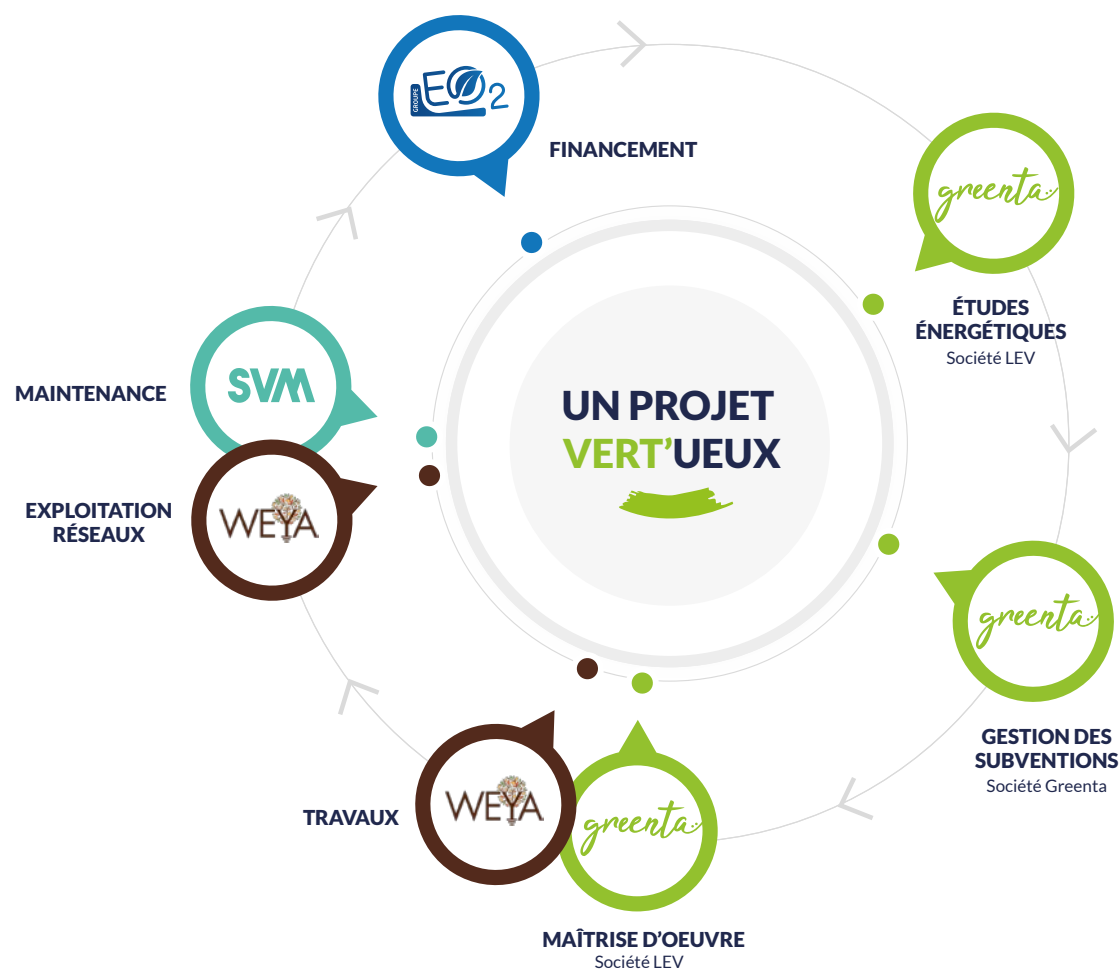 GROUPE
EO2
FINANCEMENT
greenta
ÉTUDES
ÉNERGÉTIQUES
Société LEV
SVM
MAINTENANCE
UN PROJET
VERT'UEUX
WEYA
EXPLOITATION
RÉSEAUX
greenta
GESTION DES
SUBVENTIONS
Société Greenta
WEYA
TRAVAUX
greenta
MAÎTRISE D'OEUVRE
Société LEV